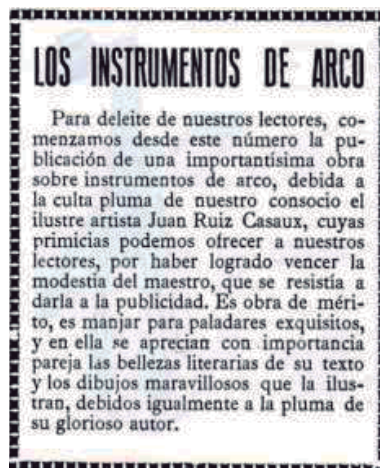 LOS INSTRUMENTOS DE ARCO
Para deleite de nuestros lectores, co-
menzamos desde este número la pu-
blicación de una importantísima obra
sobre instrumentos de arco, debida a
la culta pluma de nuestro consocio el
ilustre artista Juan Ruiz Casaux, cuyas
primicias podemos ofrecer a nuestros
lectores, por haber logrado vencer la
modestia del maestro, que se resistía a
darla a la publicidad. Es obra de méri-
to, es manjar para paladares exquisitos,
y en ella se aprecian con importancia
pareja las bellezas literarias de su texto
y los dibujos maravillosos que la ilus-
tran, debidos igualmente a la pluma de
su glorioso autor.